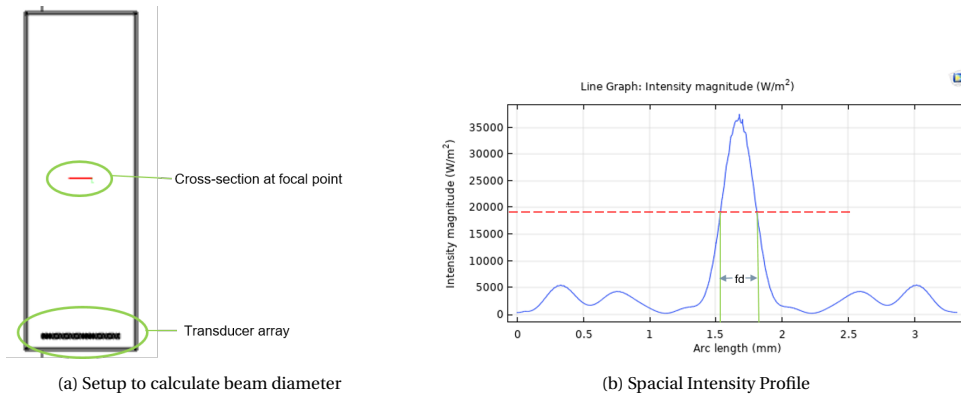 Cross-section at focal point
Transducer array
(a) Setup to calculate beam diameter
Line Graph: Intensity magnitude (W/m²)
Intensity magnitude (W/m²)
35000
30000
25000
20000
15000
10000
5000
0
fd
0 0.5 1 1.5 2 2.5 3
Arc length (mm)
(b) Spacial Intensity Profile